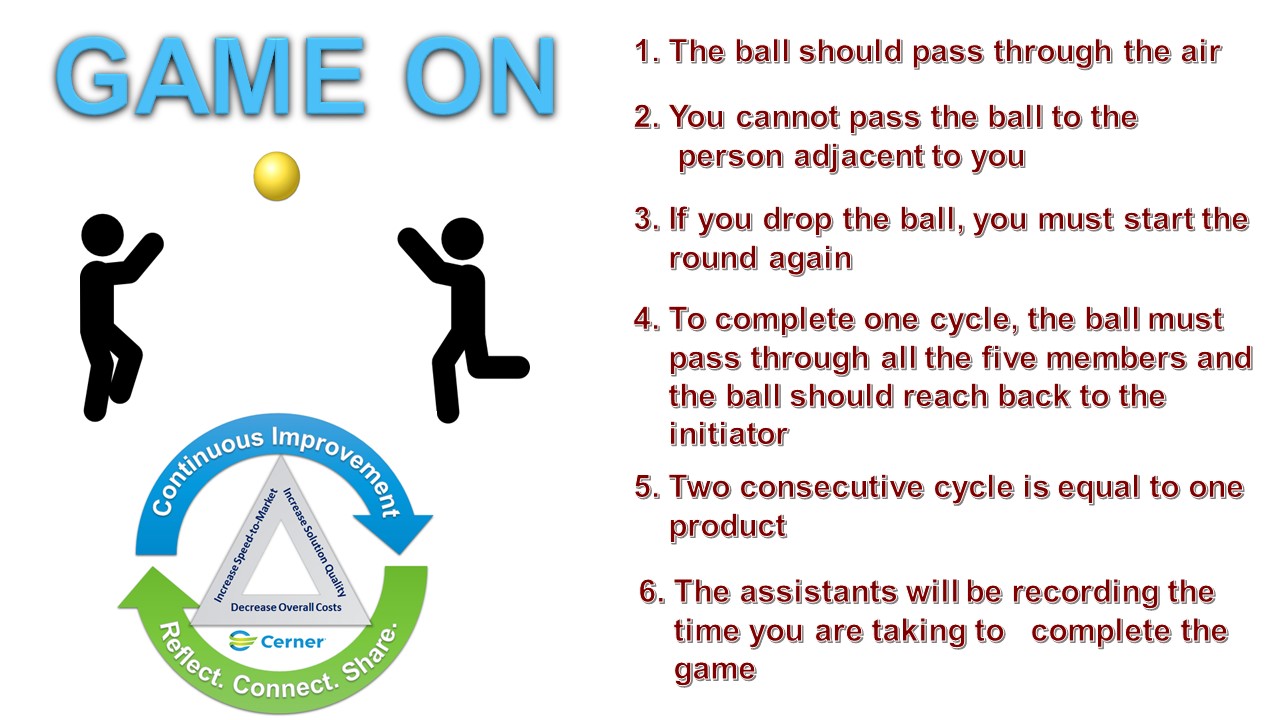 GAME ON
1. The ball should pass through the air
2. You cannot pass the ball to the
person adjacent to you
3. If you drop the ball, you must start the
round again
4. To complete one cycle, the ball must
pass through all the five members and
the ball should reach back to the
initiator
5. Two consecutive cycle is equal to one
product
6. The assistants will be recording the
time you are taking to complete the
game
Continuous Improvement
Increase Speed-to-Market
Increase Solution Quality
Decrease Overall Costs
Cerner
Reflect. Connect. Share.